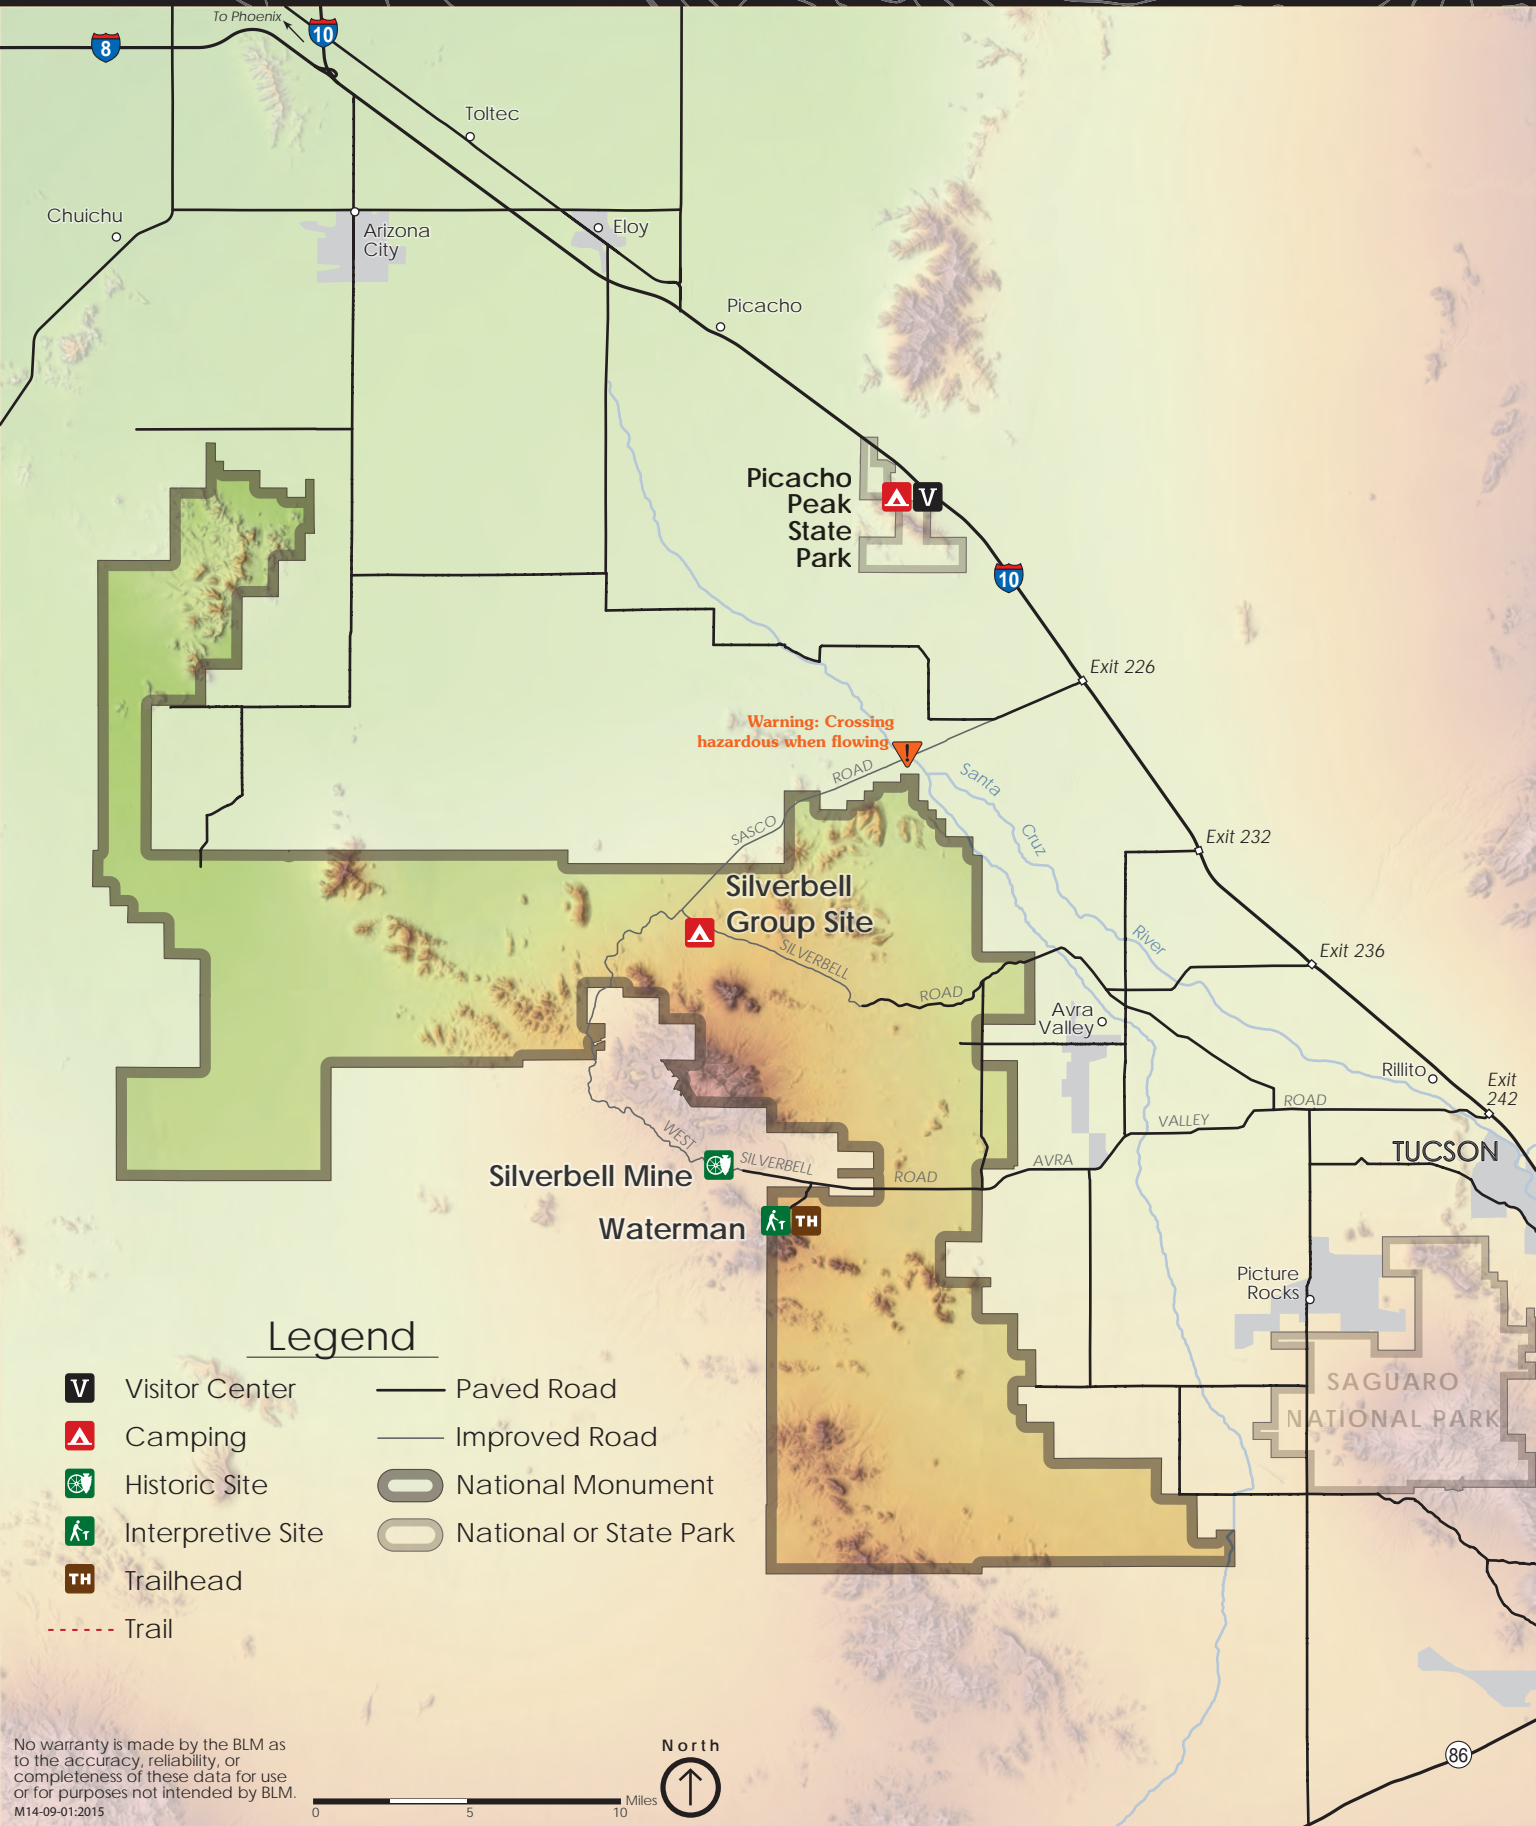 To Phoenix
8
10
Toltec
Chuichu
Arizona
City
Eloy
Picacho
Picacho
Peak
State
Park
V
10
Exit 226
Warning: Crossing
hazardous when flowing
!
ROAD
SASCO
Santa
Cruz
River
Exit 232
Silverbell
Group Site
SILVERBELL
ROAD
Exit 236
Avra
Valley
Rillito
Exit
242
ROAD
VALLEY
AVRA
TUCSON
WEST
SILVERBELL
ROAD
Silverbell Mine
Waterman
T
TH
Picture
Rocks
SAGUARO
NATIONAL PARK
Legend
V Visitor Center
Camping
Historic Site
T Interpretive Site
TH Trailhead
Trail
Paved Road
Improved Road
National Monument
National or State Park
86
No warranty is made by the BLM as
to the accuracy, reliability, or
completeness of these data for use
or for purposes not intended by BLM.
M14-09-01:2015
North
Miles
0 5 10